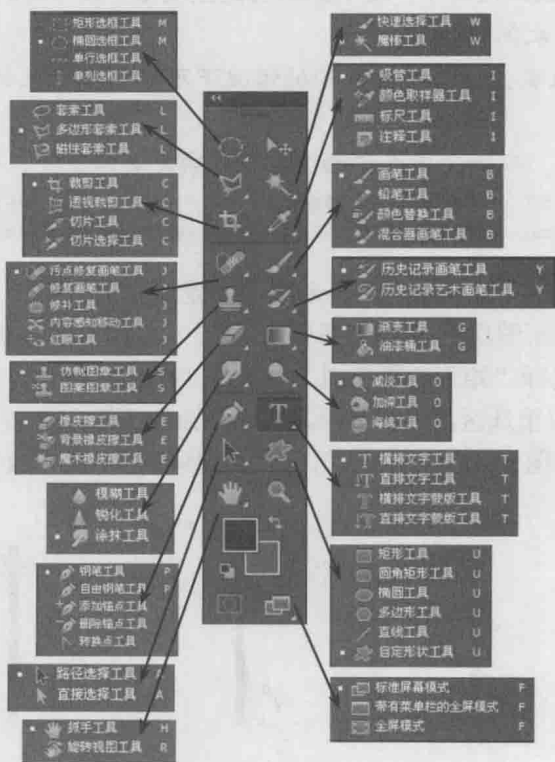 矩形选框工具 M
椭圆选框工具 M
单行选框工具
单列选框工具
套索工具 L
多边形套索工具 L
磁性套索工具 L
裁剪工具 C
透视裁剪工具 C
切片工具 C
切片选择工具 C
污点修复画笔工具 J
修复画笔工具 J
修补工具 J
内容感知移动工具 J
红眼工具 J
仿制图章工具 S
图案图章工具 S
橡皮擦工具 E
背景橡皮擦工具 E
魔术橡皮擦工具 E
模糊工具
锐化工具
涂抹工具
钢笔工具 P
自由钢笔工具 P
添加锚点工具
删除锚点工具
转换点工具
路径选择工具 A
直接选择工具 A
抓手工具 H
旋转视图工具 R
快速选择工具 W
魔棒工具 W
吸管工具 I
颜色取样器工具 I
标尺工具 I
注释工具 I
画笔工具 B
铅笔工具 B
颜色替换工具 B
混合器画笔工具 B
历史记录画笔工具 Y
历史记录艺术画笔工具 Y
渐变工具 G
油漆桶工具 G
减淡工具 O
加深工具 O
海绵工具 O
横排文字工具 T
直排文字工具 T
横排文字蒙版工具 T
直排文字蒙版工具 T
矩形工具 U
圆角矩形工具 U
椭圆工具 U
多边形工具 U
直线工具 U
自定形状工具 U
标准屏幕模式 F
带有菜单栏的全屏模式 F
全屏模式 F